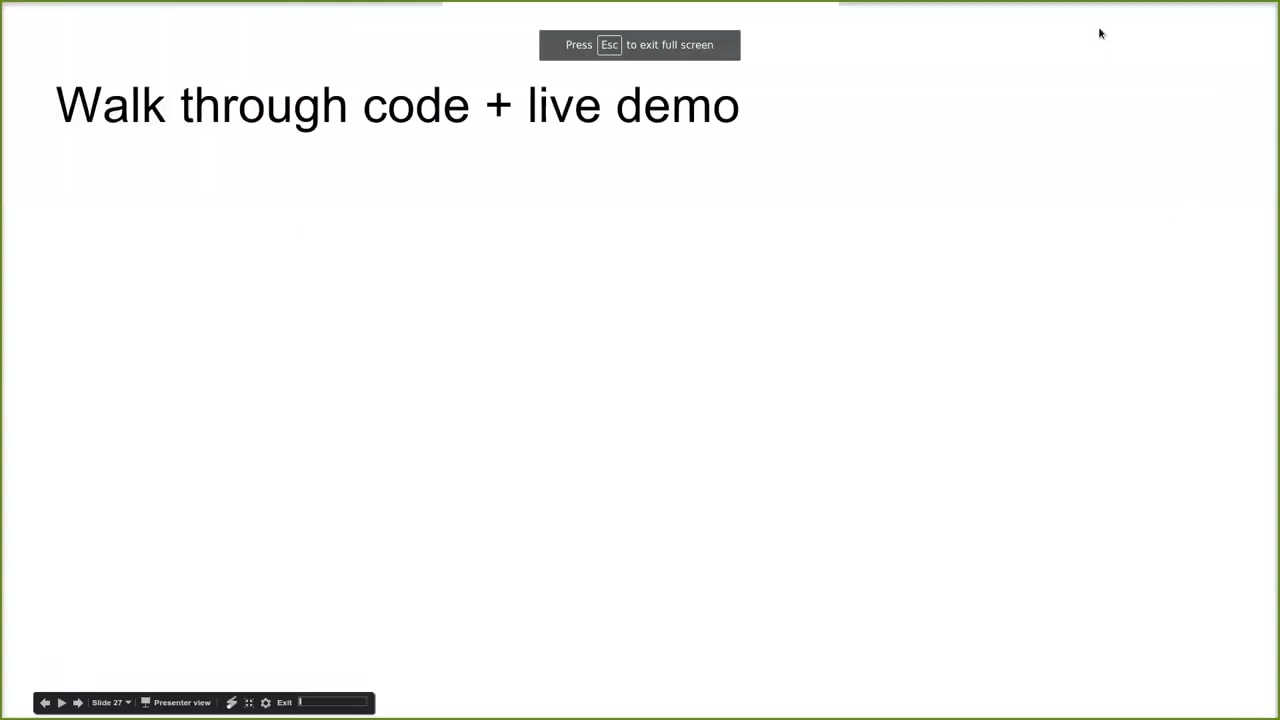 Press Esc to exit full screen
Walk through code + live demo
Slide 27 Presenter view Exit